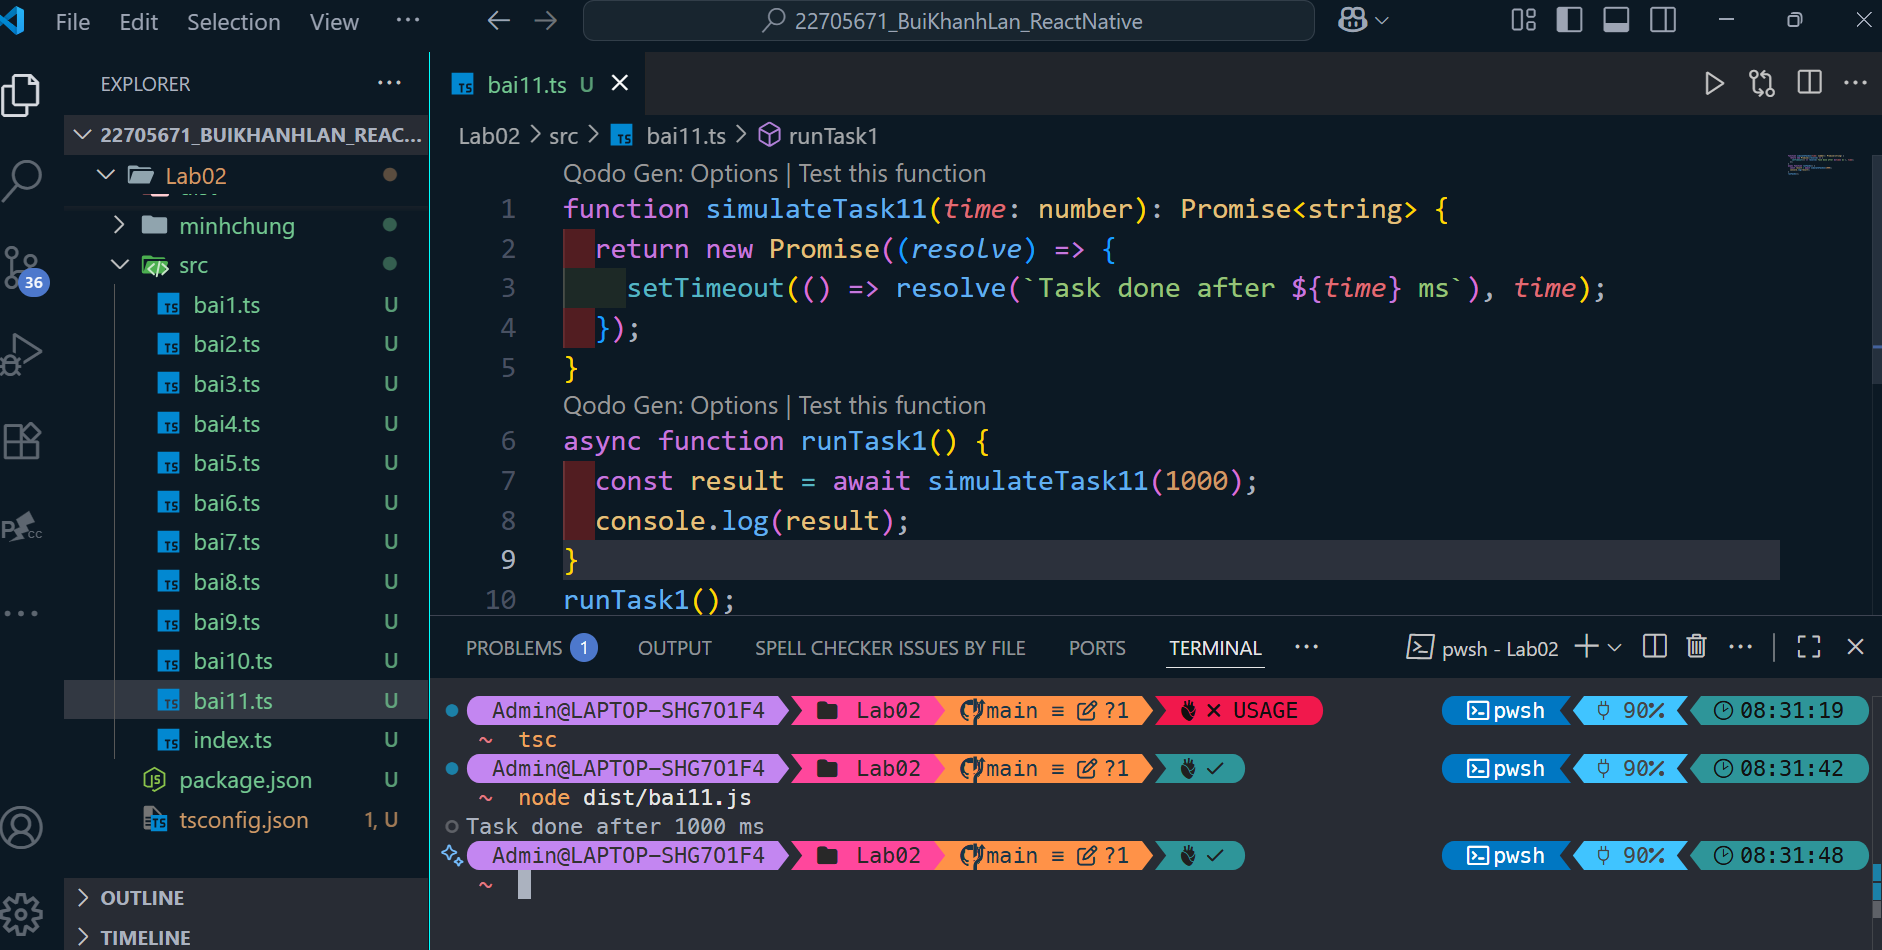 File Edit Selection View ··· 22705671_BuiKhanhLan_ReactNative
EXPLORER ···
22705671_BUIKHANHLAN_REAC...
Lab02
minhchung
src
bai1.ts U
bai2.ts U
bai3.ts U
bai4.ts U
bai5.ts U
bai6.ts U
bai7.ts U
bai8.ts U
bai9.ts U
bai10.ts U
bai11.ts U
index.ts U
package.json U
tsconfig.json 1, U
OUTLINE
TIMELINE
36
bai11.ts U
Lab02 > src > TS bai11.ts > runTask1
Qodo Gen: Options | Test this function
1 function simulateTask11(time: number): Promise<string> {
2 return new Promise((resolve) => {
3 setTimeout(() => resolve(`Task done after ${time} ms`), time);
4 });
5 }
Qodo Gen: Options | Test this function
6 async function runTask1() {
7 const result = await simulateTask11(1000);
8 console.log(result);
9 }
10 runTask1();
PROBLEMS 1 OUTPUT SPELL CHECKER ISSUES BY FILE PORTS TERMINAL ··· pwsh - Lab02
Admin@LAPTOP-SHG7O1F4 Lab02 main ≡ ?1 × USAGE pwsh 90% 08:31:19
~ tsc
Admin@LAPTOP-SHG7O1F4 Lab02 main ≡ ?1 ✓ pwsh 90% 08:31:42
~ node dist/bai11.js
Task done after 1000 ms
Admin@LAPTOP-SHG7O1F4 Lab02 main ≡ ?1 ✓ pwsh 90% 08:31:48
~